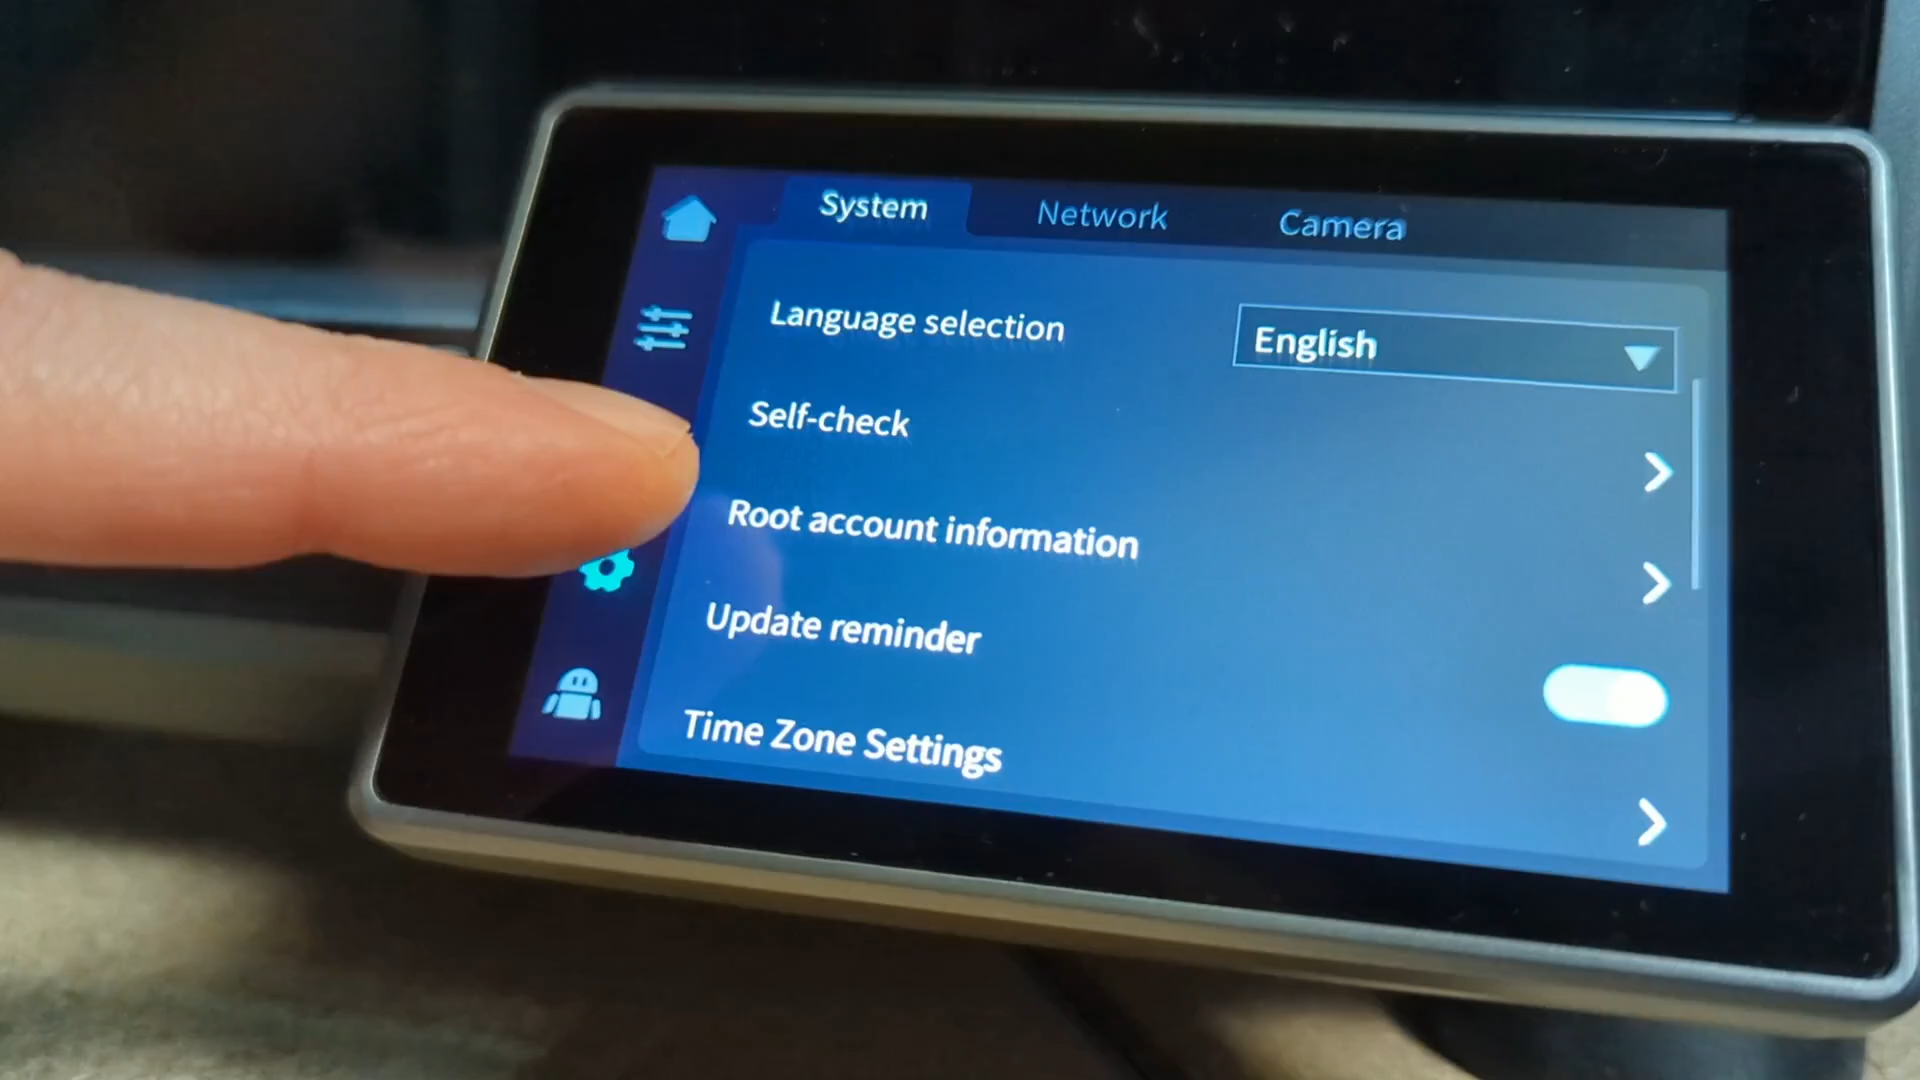 System
Network
Camera
Language selection
English
Self-check
Root account information
Update reminder
Time Zone Settings